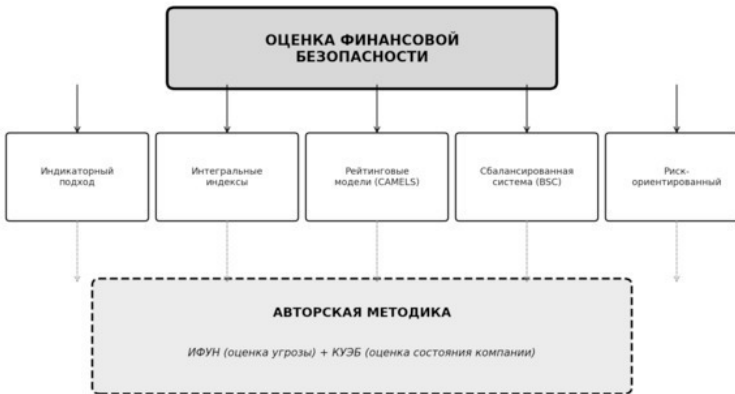 ОЦЕНКА ФИНАНСОВОЙ
БЕЗОПАСНОСТИ
Индикаторный
подход
Интегральные
индексы
Рейтинговые
модели (CAMELS)
Сбалансированная
система (BSC)
Риск-
ориентированный
АВТОРСКАЯ МЕТОДИКА
ИФУН (оценка угрозы) + КУЭБ (оценка состояния компании)